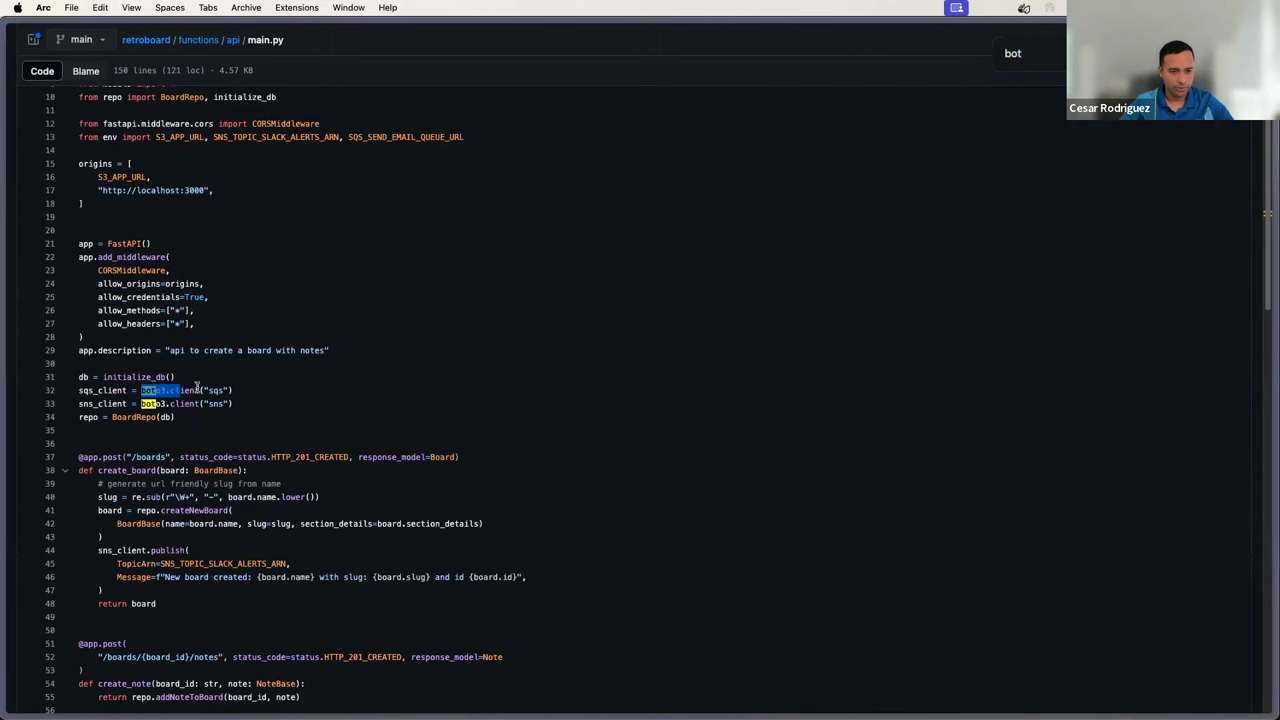 Arc File Edit View Spaces Tabs Archive Extensions Window Help
main retroboard / functions / api / main.py
bot
Code Blame 150 lines (121 loc) · 4.57 KB
Cesar Rodriguez
10 from repo import BoardRepo, initialize_db
11
12 from fastapi.middleware.cors import CORSMiddleware
13 from env import S3_APP_URL, SNS_TOPIC_SLACK_ALERTS_ARN, SQS_SEND_EMAIL_QUEUE_URL
14
15 origins = [
16 S3_APP_URL,
17 "http://localhost:3000",
18 ]
19
20
21 app = FastAPI()
22 app.add_middleware(
23 CORSMiddleware,
24 allow_origins=origins,
25 allow_credentials=True,
26 allow_methods=["*"],
27 allow_headers=["*"],
28 )
29 app.description = "api to create a board with notes"
30
31 db = initialize_db()
32 sqs_client = boto3.client("sqs")
33 sns_client = boto3.client("sns")
34 repo = BoardRepo(db)
35
36
37 @app.post("/boards", status_code=status.HTTP_201_CREATED, response_model=Board)
38 def create_board(board: BoardBase):
39 # generate url friendly slug from name
40 slug = re.sub(r"\W+", "-", board.name.lower())
41 board = repo.createNewBoard(
42 BoardBase(name=board.name, slug=slug, section_details=board.section_details)
43 )
44 sns_client.publish(
45 TopicArn=SNS_TOPIC_SLACK_ALERTS_ARN,
46 Message=f"New board created: {board.name} with slug: {board.slug} and id {board.id}",
47 )
48 return board
49
50
51 @app.post(
52 "/boards/{board_id}/notes", status_code=status.HTTP_201_CREATED, response_model=Note
53 )
54 def create_note(board_id: str, note: NoteBase):
55 return repo.addNoteToBoard(board_id, note)
56